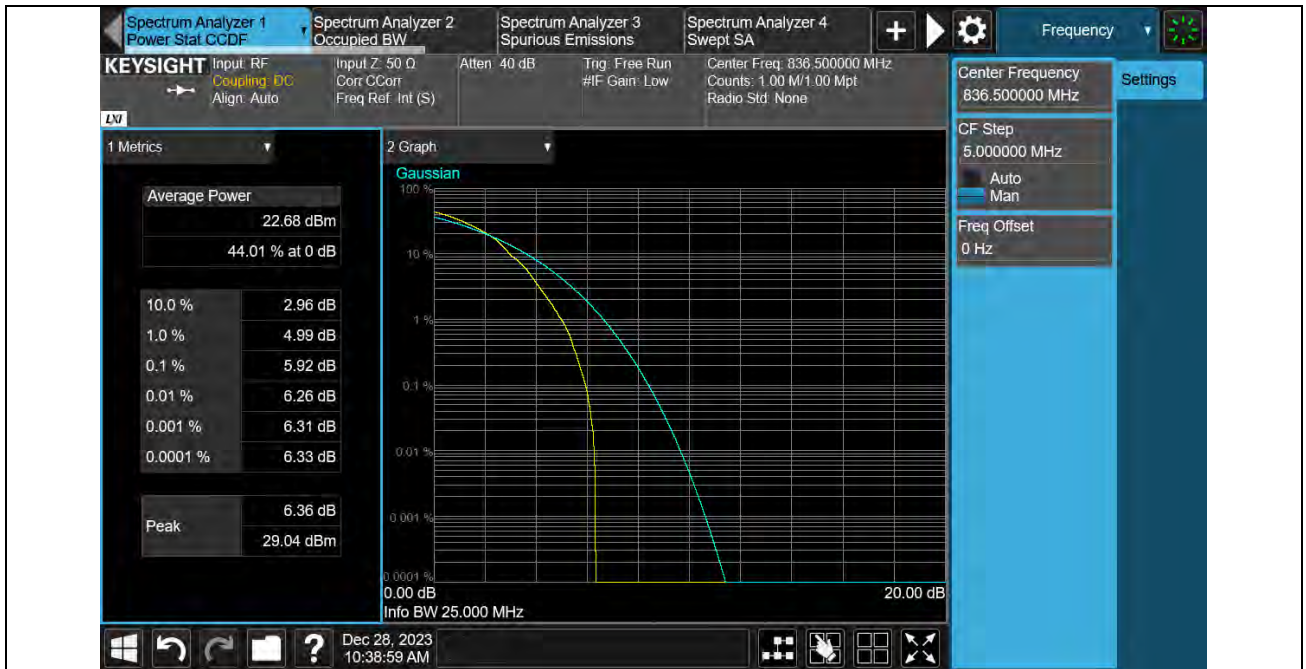 Spectrum Analyzer 1
Power Stat CCDF
Spectrum Analyzer 2
Occupied BW
Spectrum Analyzer 3
Spurious Emissions
Spectrum Analyzer 4
Swept SA
+
Frequency
KEYSIGHT
LXI
Input: RF
Coupling: DC
Align: Auto
Input Z: 50 Ω
Corr CCorr
Freq Ref: Int (S)
Atten: 40 dB
Trig: Free Run
#IF Gain: Low
Center Freq: 836.500000 MHz
Counts: 1.00 M/1.00 Mpt
Radio Std: None
Center Frequency
836.500000 MHz
Settings
CF Step
5.000000 MHz
Auto
Man
Freq Offset
0 Hz
1 Metrics
Average Power
22.68 dBm
44.01 % at 0 dB
10.0 % 2.96 dB
1.0 % 4.99 dB
0.1 % 5.92 dB
0.01 % 6.26 dB
0.001 % 6.31 dB
0.0001 % 6.33 dB
Peak
6.36 dB
29.04 dBm
2 Graph
Gaussian
100 %
10 %
1 %
0.1 %
0.01 %
0.001 %
0.0001 %
0.00 dB 20.00 dB
Info BW 25.000 MHz
?
Dec 28, 2023
10:38:59 AM